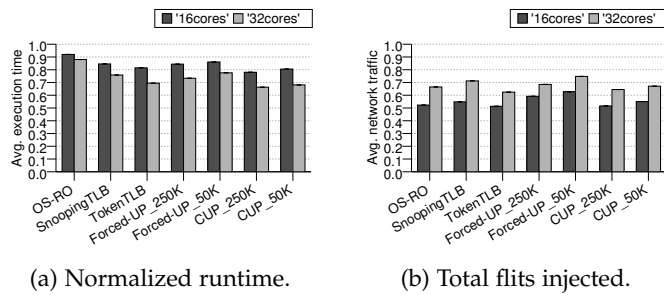 '16cores' '32cores'
Avg. execution time
1.0
0.9
0.8
0.7
0.6
0.5
0.4
0.3
0.2
0.1
0.0
OS-RO
SnoopingTLB
TokenTLB
Forced-UP_250K
Forced-UP_50K
CUP_250K
CUP_50K
(a) Normalized runtime.
'16cores' '32cores'
Avg. network traffic
1.0
0.9
0.8
0.7
0.6
0.5
0.4
0.3
0.2
0.1
0.0
OS-RO
SnoopingTLB
TokenTLB
Forced-UP_250K
Forced-UP_50K
CUP_250K
CUP_50K
(b) Total flits injected.